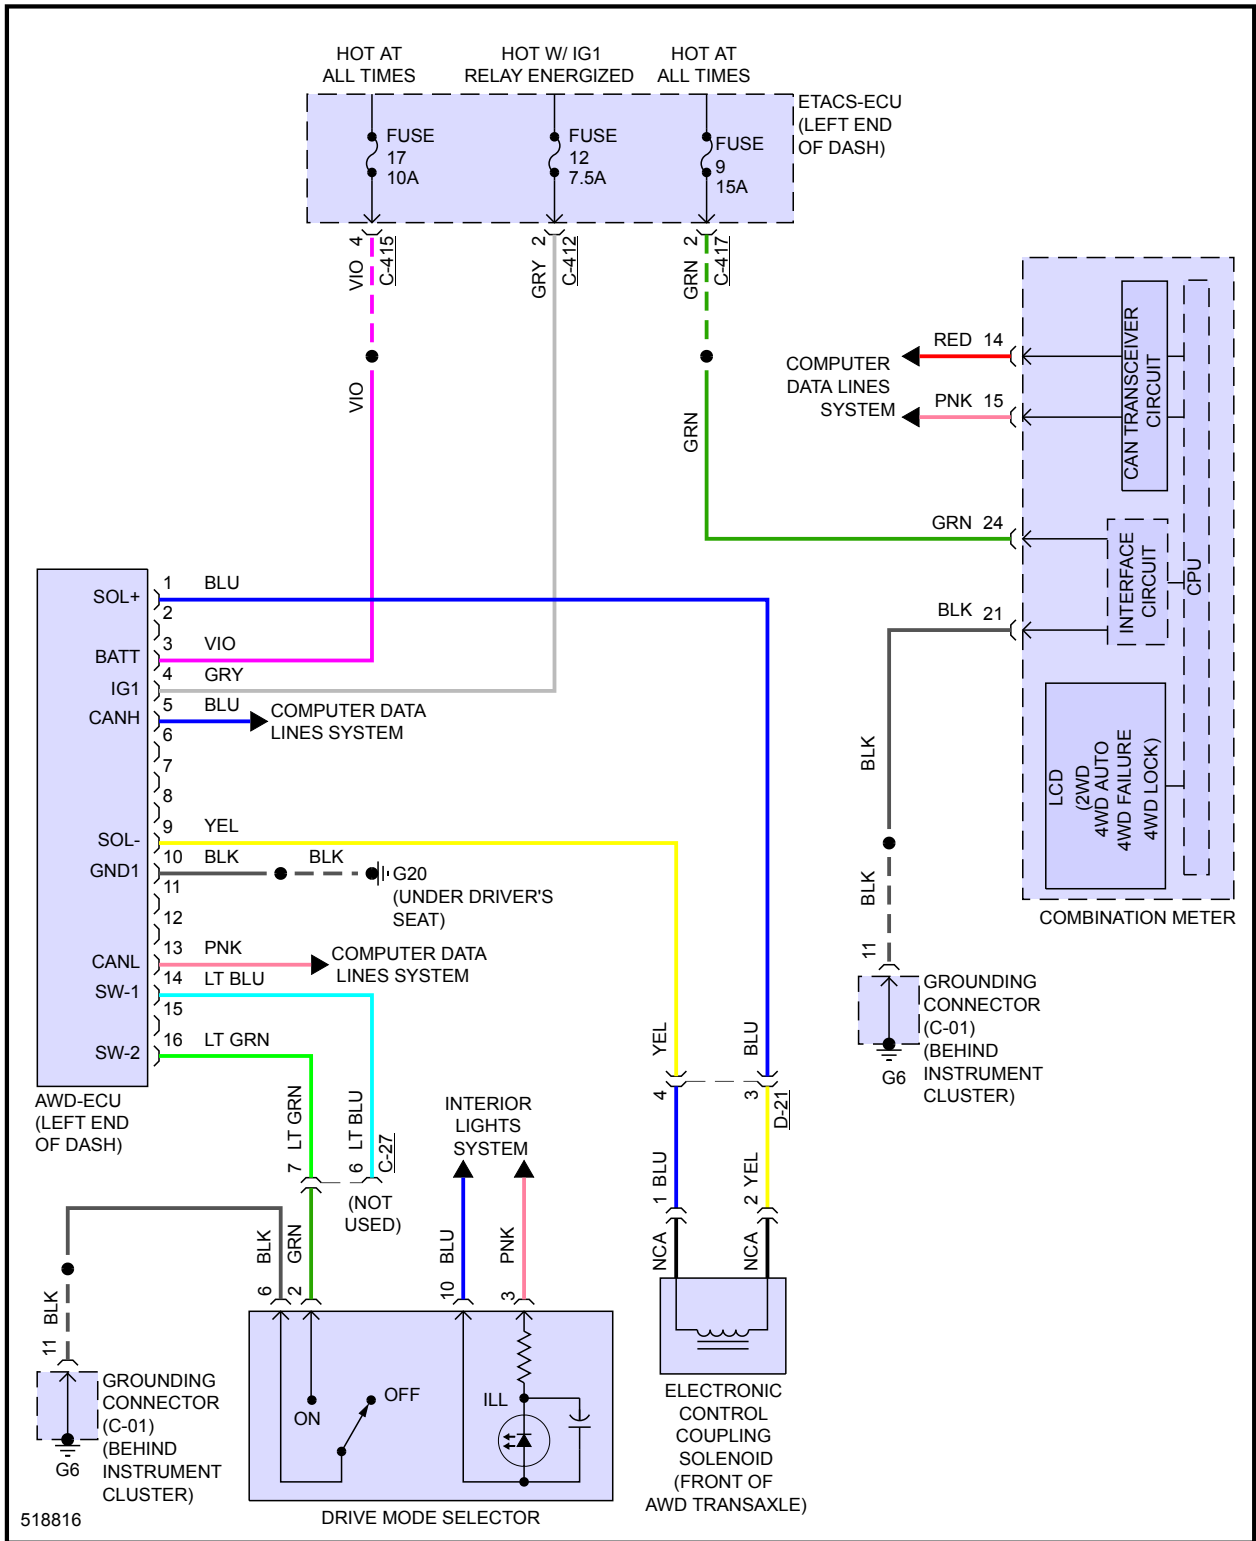 HOT AT
ALL TIMES
HOT W/ IG1
RELAY ENERGIZED
HOT AT
ALL TIMES
ETACS-ECU
(LEFT END
OF DASH)
FUSE
17
10A
FUSE
12
7.5A
FUSE
9
15A
4
C-415
VIO
2
C-412
GRY
2
C-417
GRN
VIO
GRN
COMPUTER
DATA LINES
SYSTEM
RED 14
PNK 15
GRN 24
BLK 21
CAN TRANSCEIVER
CIRCUIT
INTERFACE
CIRCUIT
CPU
LCD
(2WD
4WD AUTO
4WD FAILURE
4WD LOCK)
COMBINATION METER
BLK
BLK
11
GROUNDING
CONNECTOR
(C-01)
(BEHIND
INSTRUMENT
CLUSTER)
G6
SOL+
1 BLU
2
BATT
3 VIO
IG1
4 GRY
CANH
5 BLU
COMPUTER DATA
LINES SYSTEM
6
7
8
SOL-
9 YEL
GND1
10 BLK
BLK
G20
(UNDER DRIVER'S
SEAT)
11
12
CANL
13 PNK
COMPUTER DATA
LINES SYSTEM
SW-1
14 LT BLU
15
SW-2
16 LT GRN
AWD-ECU
(LEFT END
OF DASH)
LT GRN
7
LT BLU
6
C-27
(NOT
USED)
INTERIOR
LIGHTS
SYSTEM
YEL
4
BLU
3
D-21
1 BLU
2 YEL
NCA
NCA
BLK
6
GRN
2
BLU
10
PNK
3
BLK
11
GROUNDING
CONNECTOR
(C-01)
(BEHIND
INSTRUMENT
CLUSTER)
G6
ON
OFF
ILL
DRIVE MODE SELECTOR
ELECTRONIC
CONTROL
COUPLING
SOLENOID
(FRONT OF
AWD TRANSAXLE)
518816